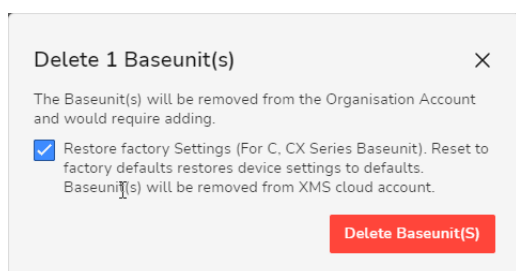 Delete 1 Baseunit(s)
The Baseunit(s) will be removed from the Organisation Account
and would require adding.
Restore factory Settings (For C, CX Series Baseunit). Reset to
factory defaults restores device settings to defaults.
Baseunit(s) will be removed from XMS cloud account.
Delete Baseunit(S)